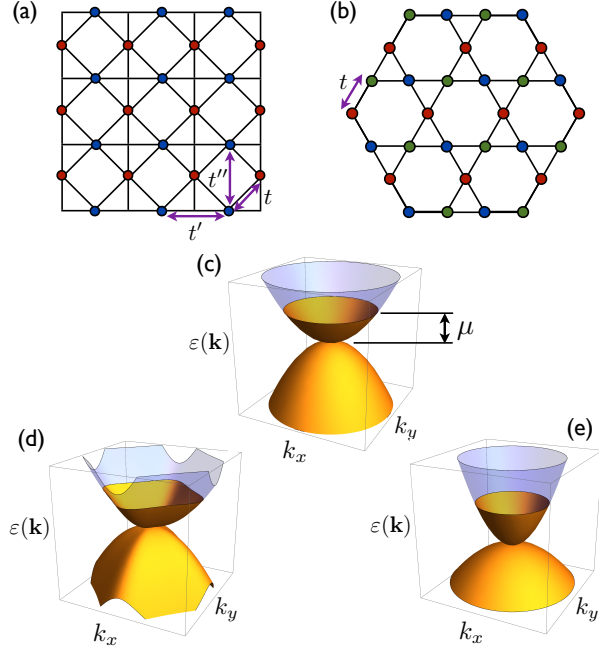 (a)
t''
t
t'
(b)
t
(c)
ε(k)
μ
k_x
k_y
(d)
ε(k)
k_x
k_y
(e)
ε(k)
k_x
k_y